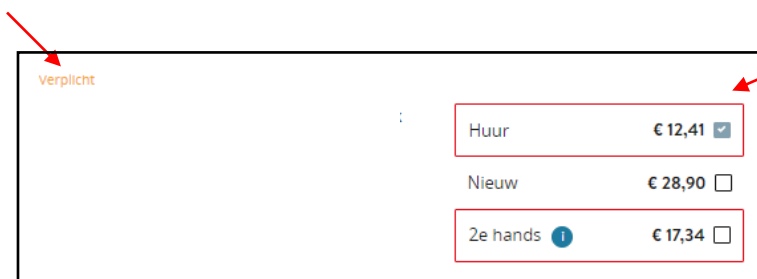 Verplicht
:
Huur € 12,41
Nieuw € 28,90
2e hands i € 17,34